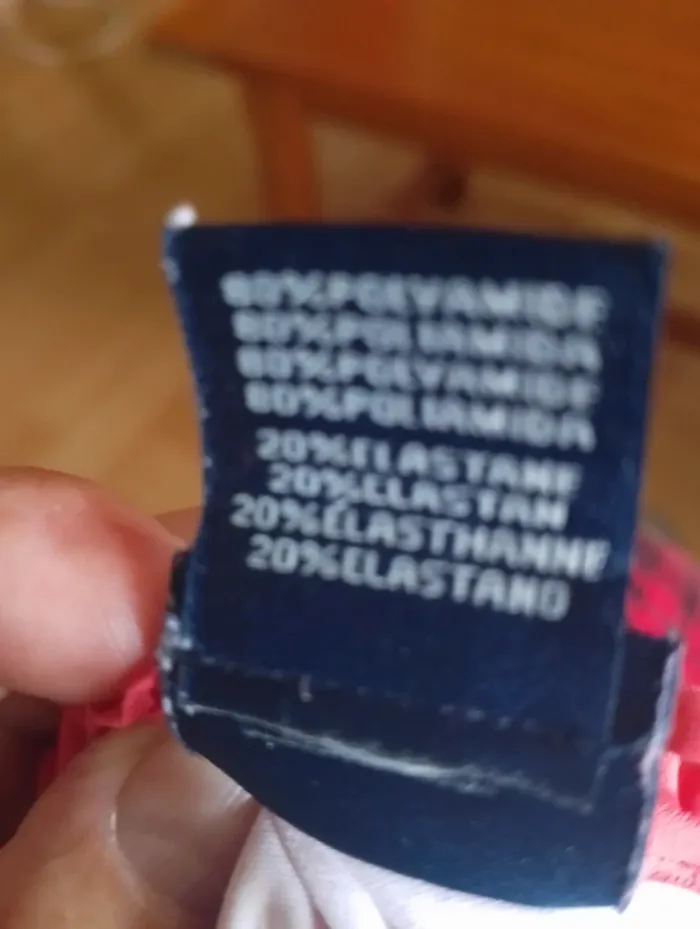 80%POLYAMIDE
80%POLIAMIDA
80%POLYAMIDE
80%POLIAMIDA
20%ELASTANE
20%ELASTAN
20%ELASTHANNE
20%ELASTANO